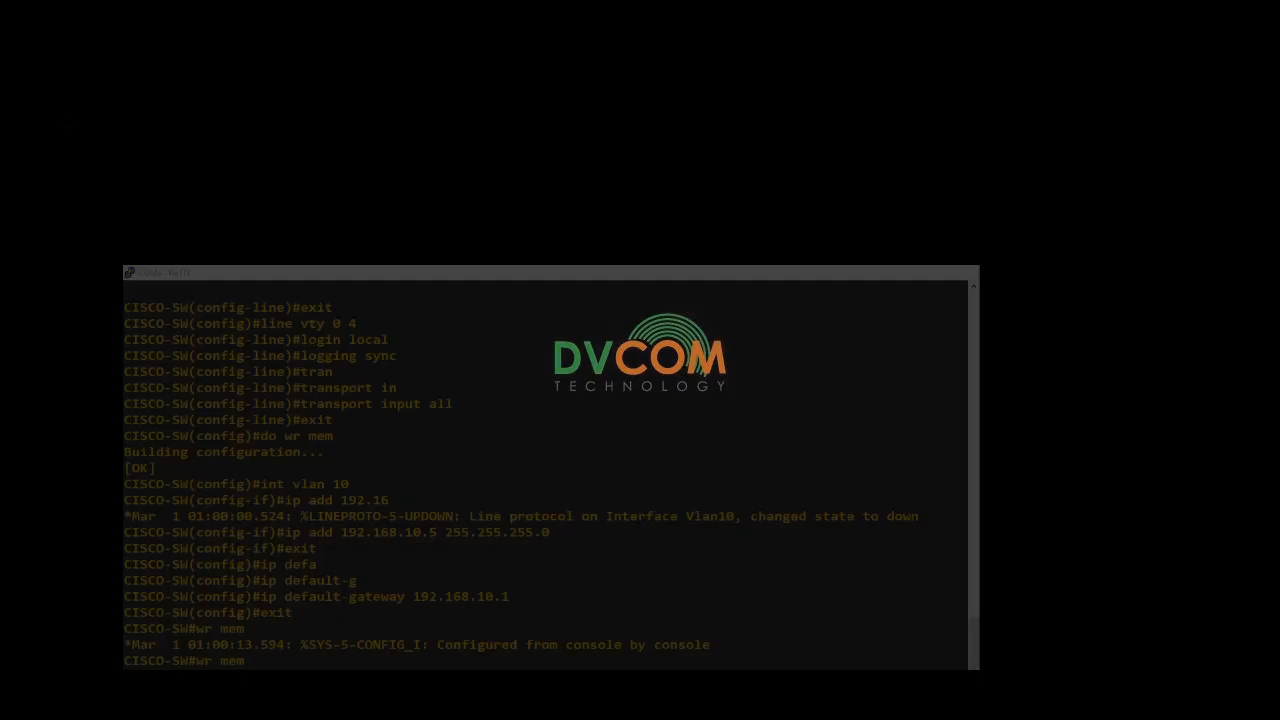 CISCO-SW(config-line)#exit
CISCO-SW(config)#line vty 0 4
CISCO-SW(config-line)#login local
CISCO-SW(config-line)#logging sync
CISCO-SW(config-line)#tran
CISCO-SW(config-line)#transport in
CISCO-SW(config-line)#transport input all
CISCO-SW(config-line)#exit
CISCO-SW(config)#do wr mem
Building configuration...
[OK]
CISCO-SW(config)#int vlan 10
CISCO-SW(config-if)#ip add 192.16
*Mar  1 01:00:00.524: %LINEPROTO-5-UPDOWN: Line protocol on Interface Vlan10, changed state to down
CISCO-SW(config-if)#ip add 192.168.10.5 255.255.255.0
CISCO-SW(config-if)#exit
CISCO-SW(config)#ip defa
CISCO-SW(config)#ip default-g
CISCO-SW(config)#ip default-gateway 192.168.10.1
CISCO-SW(config)#exit
CISCO-SW#wr mem
*Mar  1 01:00:13.594: %SYS-5-CONFIG_I: Configured from console by console
CISCO-SW#wr mem
DVCOM
TECHNOLOGY